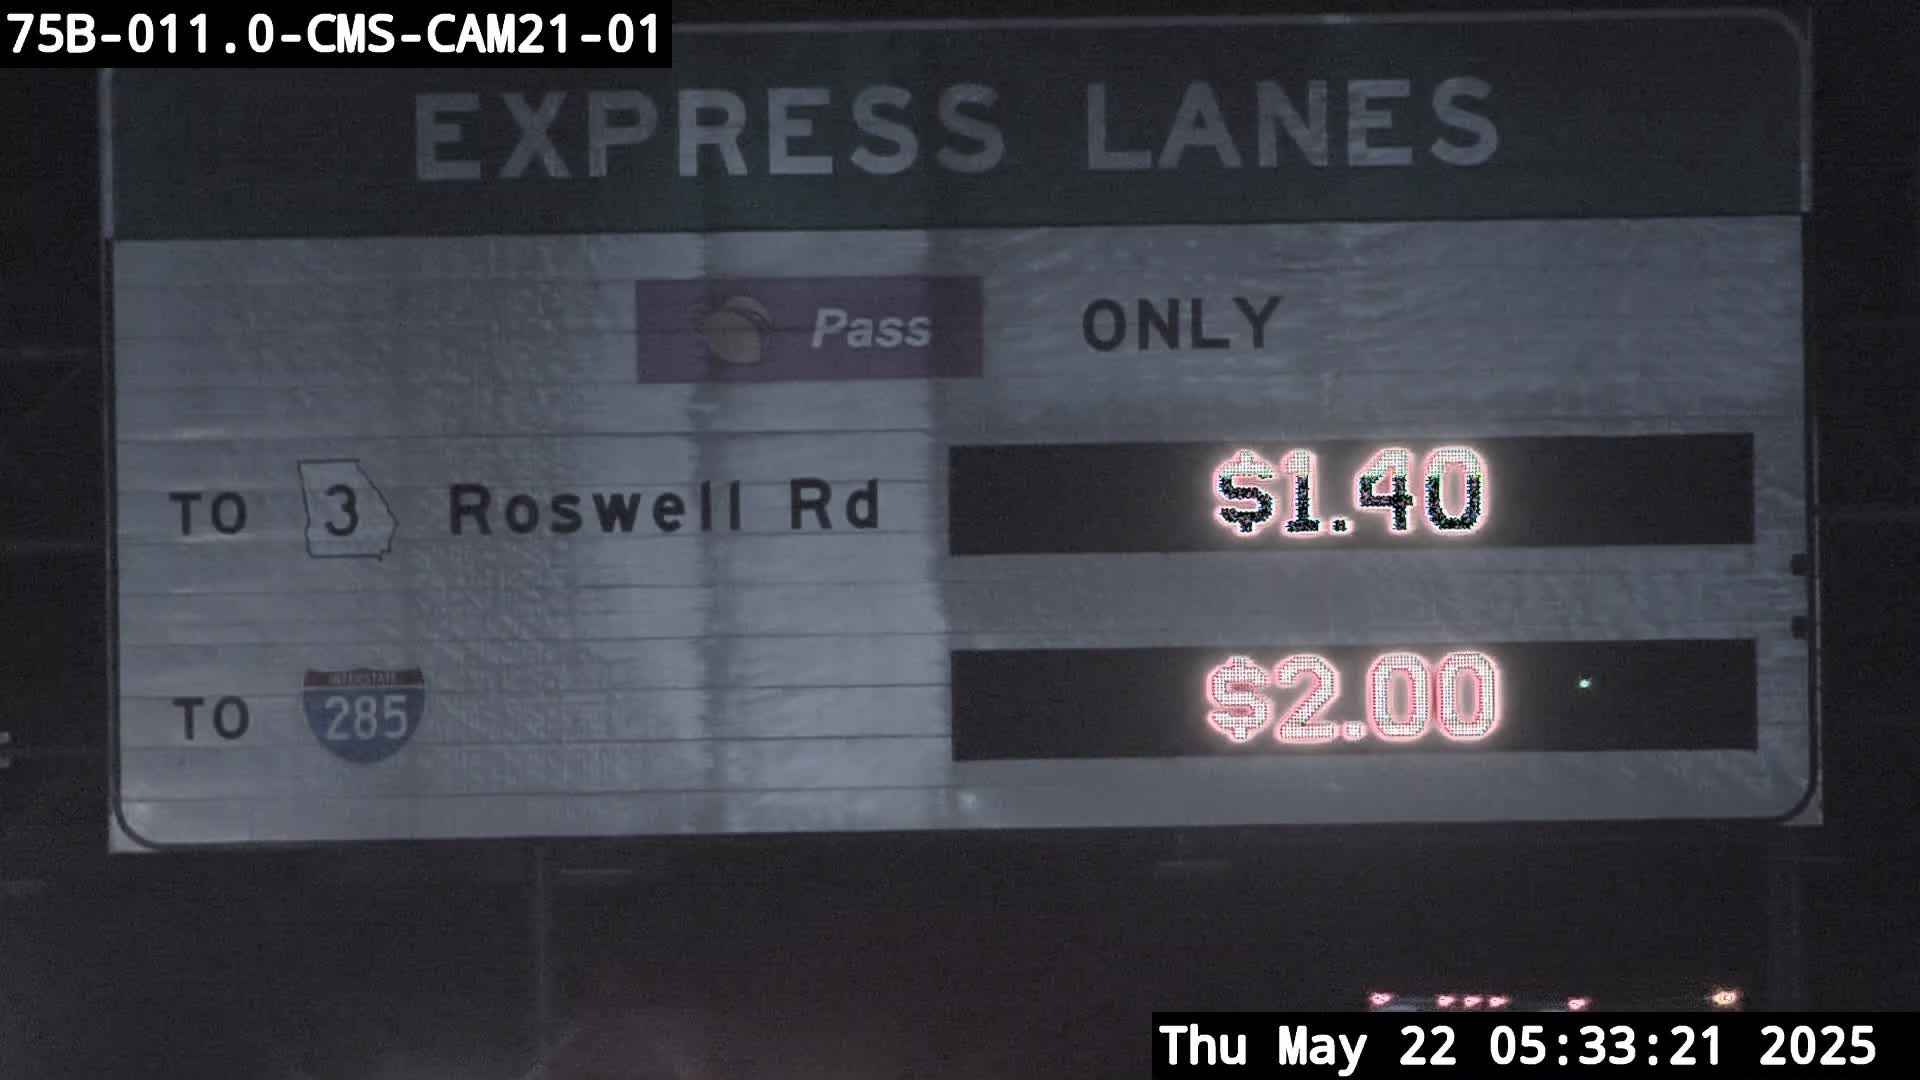 75B-011.0-CMS-CAM21-01
EXPRESS LANES
Pass ONLY
TO 3 Roswell Rd $1.40
INTERSTATE
TO 285 $2.00
Thu May 22 05:33:21 2025